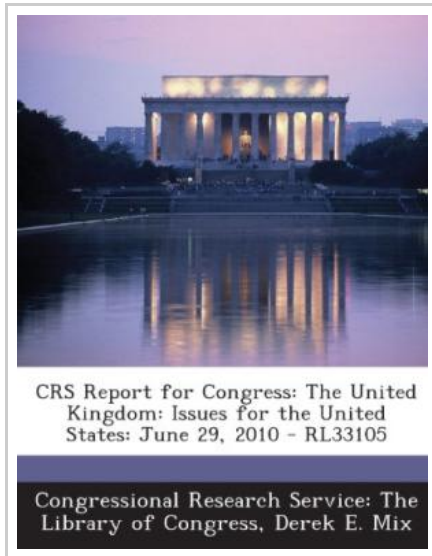 CRS Report for Congress: The United
Kingdom: Issues for the United
States: June 29, 2010 - RL33105
Congressional Research Service: The
Library of Congress, Derek E. Mix